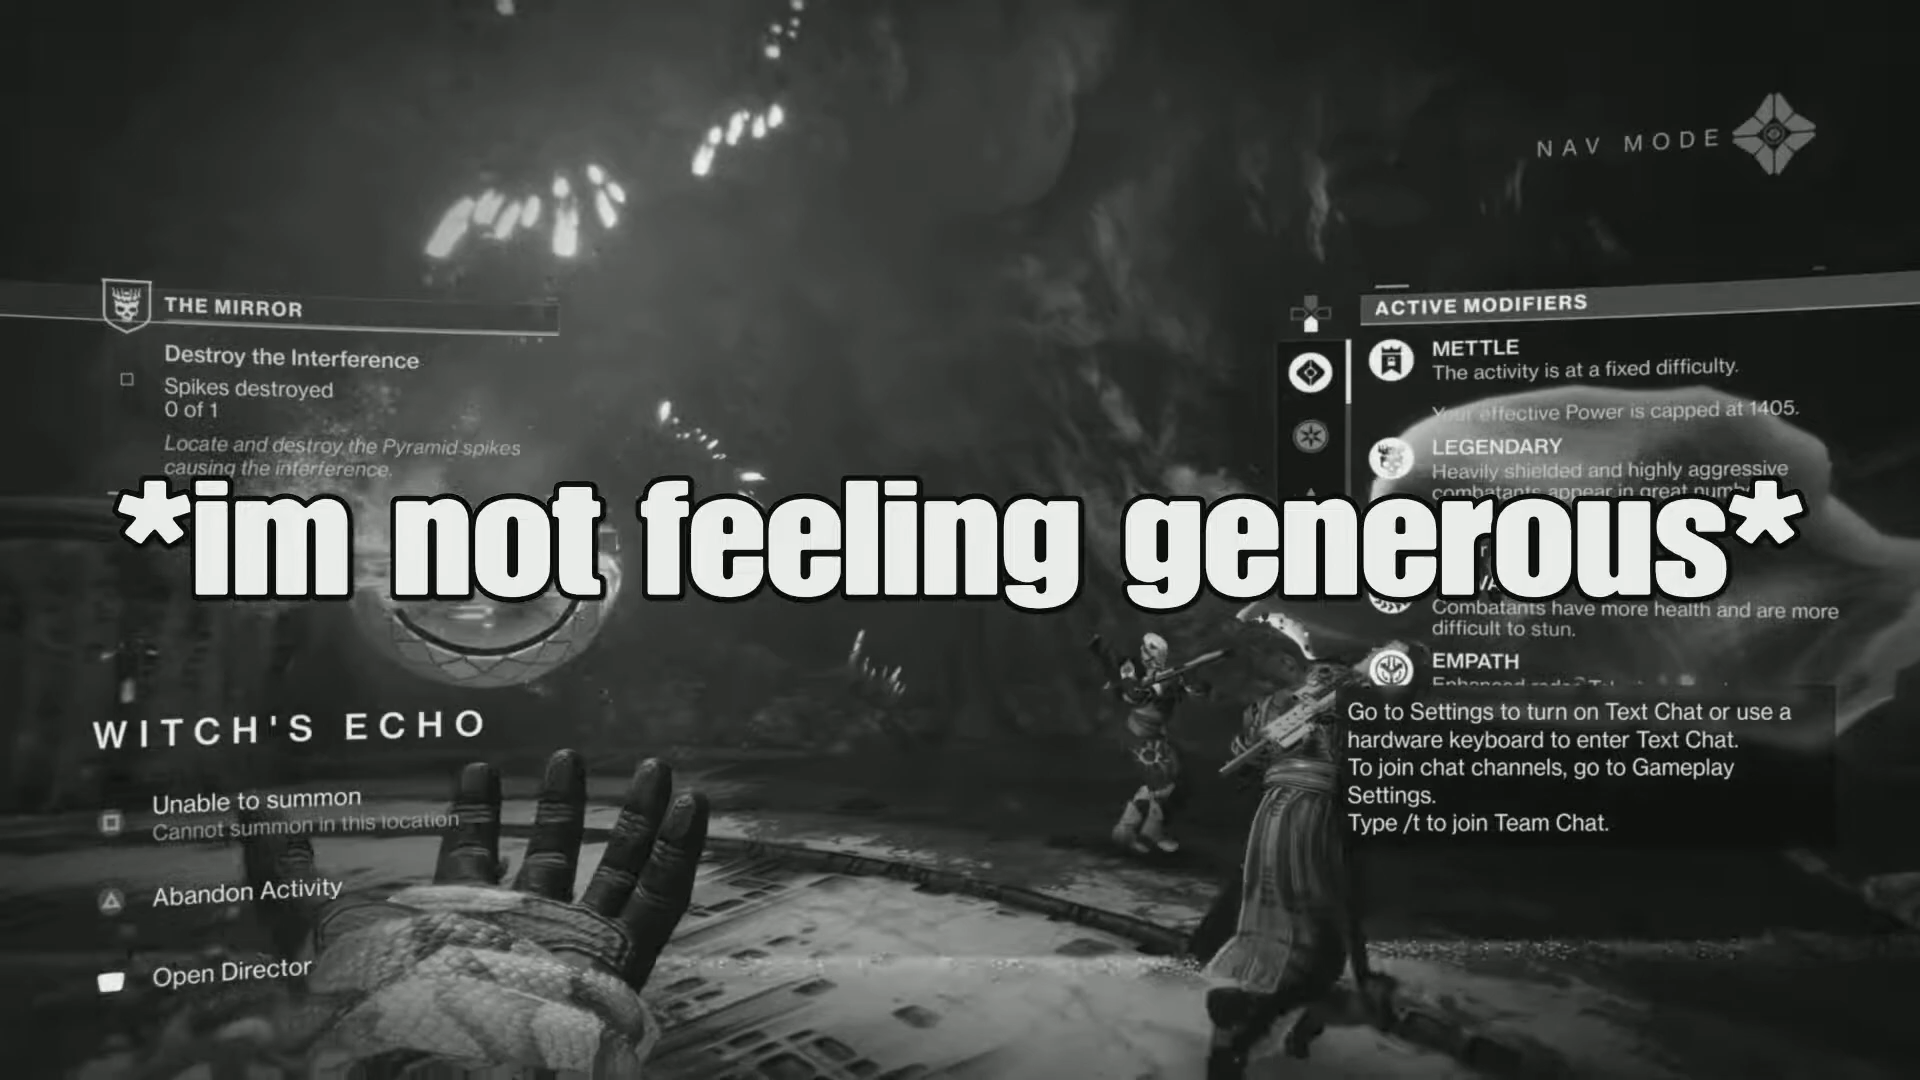 NAV MODE
THE MIRROR
Destroy the Interference
Spikes destroyed
0 of 1
Locate and destroy the Pyramid spikes
causing the interference.
ACTIVE MODIFIERS
METTLE
The activity is at a fixed difficulty.
Your effective Power is capped at 1405.
LEGENDARY
Heavily shielded and highly aggressive
combatants appear in great
*im not feeling generous*
Combatants have more health and are more
difficult to stun.
EMPATH
WITCH'S ECHO
Unable to summon
Cannot summon in this location
Abandon Activity
Open Director
Go to Settings to turn on Text Chat or use a
hardware keyboard to enter Text Chat.
To join chat channels, go to Gameplay
Settings.
Type /t to join Team Chat.